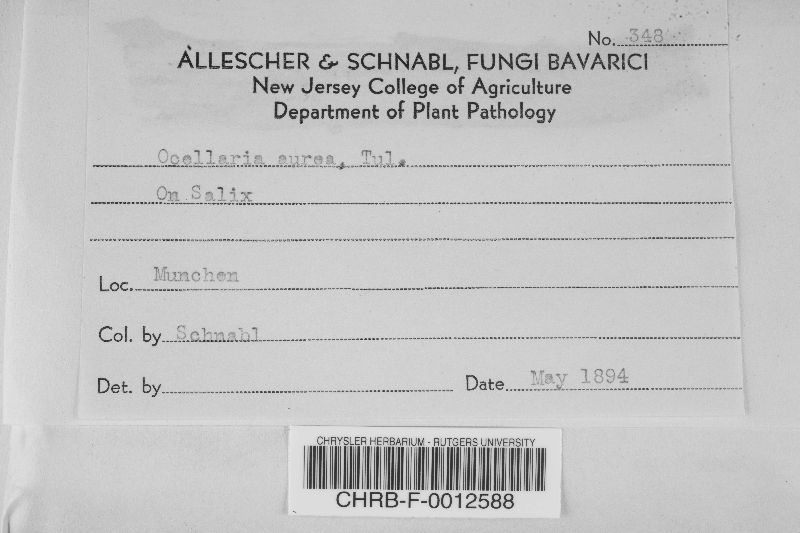 No. 348
ALLESCHER & SCHNABL, FUNGI BAVARICI
New Jersey College of Agriculture
Department of Plant Pathology
Ocellaria aurea, Tul.
On Salix
Loc. Munchen
Col. by Schnabl
Det. by
Date May 1894
CHRYSLER HERBARIUM - RUTGERS UNIVERSITY
CHRB-F-0012588